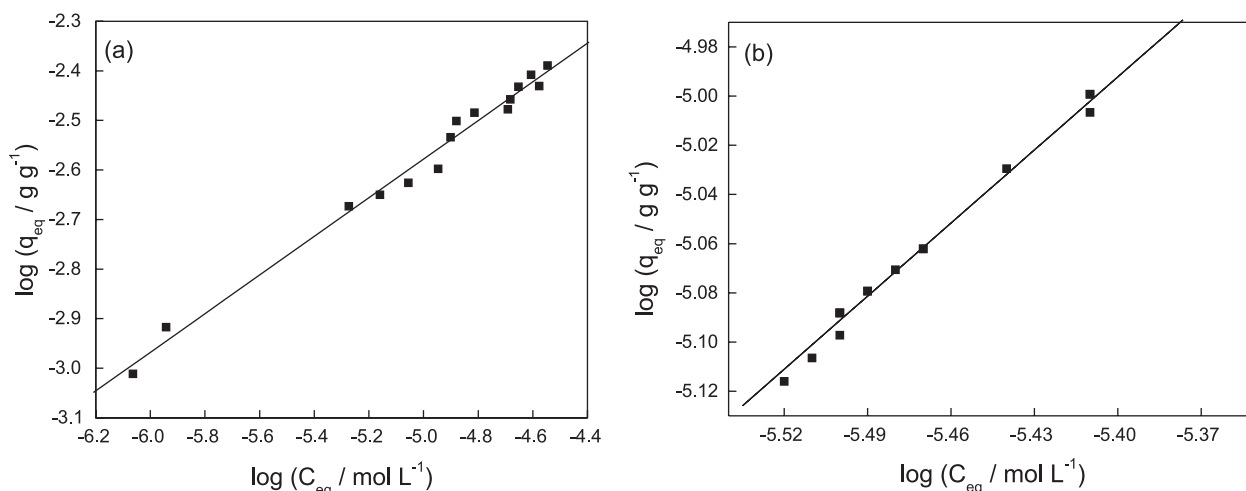 (a)
log (q_eq / g g^-1)
-2.3
-2.4
-2.5
-2.6
-2.7
-2.8
-2.9
-3.0
-3.1
-6.2 -6.0 -5.8 -5.6 -5.4 -5.2 -5.0 -4.8 -4.6 -4.4
log (C_eq / mol L^-1)
(b)
log (q_eq / g g^-1)
-4.98
-5.00
-5.02
-5.04
-5.06
-5.08
-5.10
-5.12
-5.52 -5.49 -5.46 -5.43 -5.40 -5.37
log (C_eq / mol L^-1)